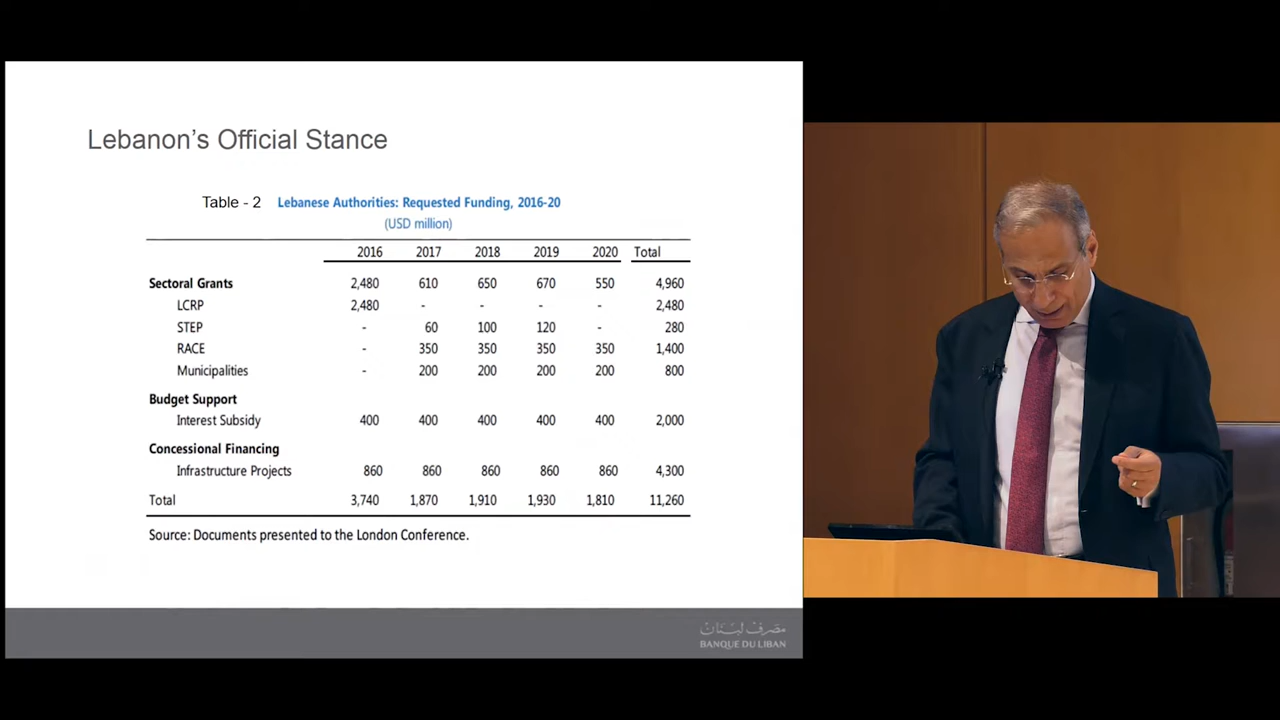 Lebanon's Official Stance
Table - 2 Lebanese Authorities: Requested Funding, 2016-20
(USD million)
2016 2017 2018 2019 2020 Total
Sectoral Grants 2,480 610 650 670 550 4,960
LCRP 2,480 - - - - 2,480
STEP - 60 100 120 - 280
RACE - 350 350 350 350 1,400
Municipalities - 200 200 200 200 800
Budget Support
Interest Subsidy 400 400 400 400 400 2,000
Concessional Financing
Infrastructure Projects 860 860 860 860 860 4,300
Total 3,740 1,870 1,910 1,930 1,810 11,260
Source: Documents presented to the London Conference.
مصرف لبنان
BANQUE DU LIBAN